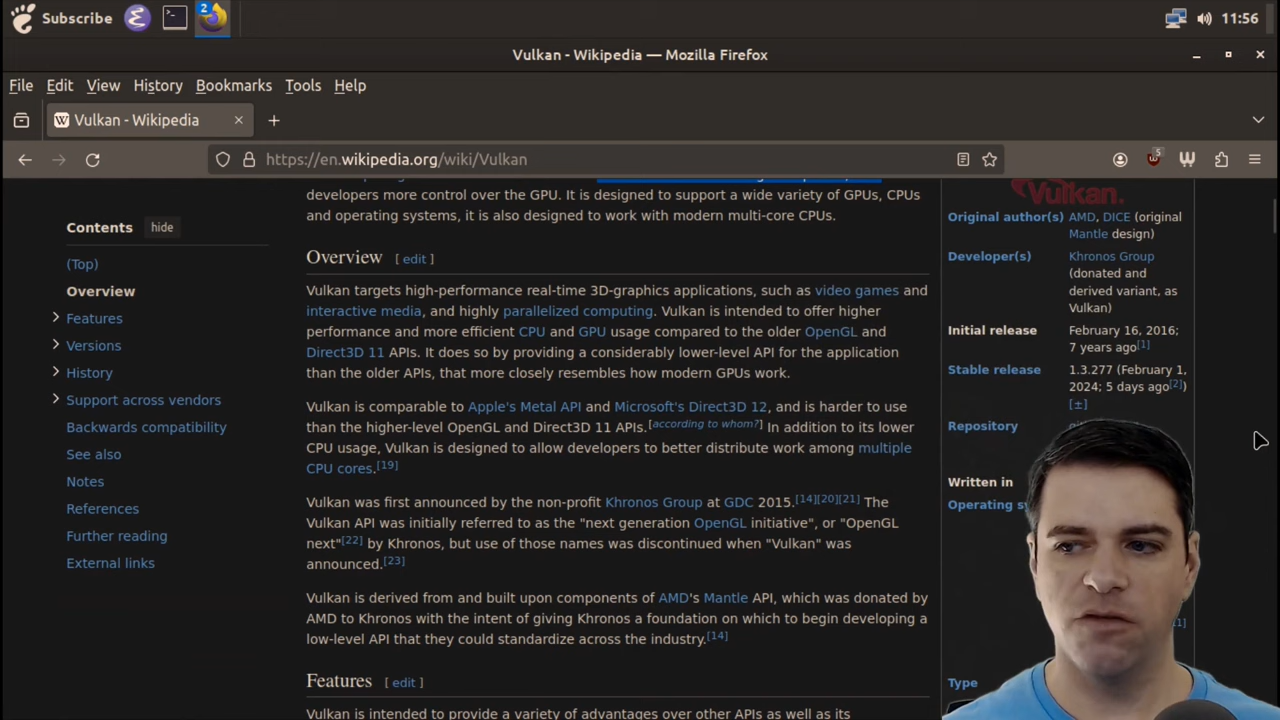 Subscribe
2
11:56
Vulkan - Wikipedia — Mozilla Firefox
File Edit View History Bookmarks Tools Help
W Vulkan - Wikipedia
https://en.wikipedia.org/wiki/Vulkan
5
Contents hide
(Top)
Overview
Features
Versions
History
Support across vendors
Backwards compatibility
See also
Notes
References
Further reading
External links
developers more control over the GPU. It is designed to support a wide variety of GPUs, CPUs
and operating systems, it is also designed to work with modern multi-core CPUs.
Overview [ edit ]
Vulkan targets high-performance real-time 3D-graphics applications, such as video games and
interactive media, and highly parallelized computing. Vulkan is intended to offer higher
performance and more efficient CPU and GPU usage compared to the older OpenGL and
Direct3D 11 APIs. It does so by providing a considerably lower-level API for the application
than the older APIs, that more closely resembles how modern GPUs work.
Vulkan is comparable to Apple's Metal API and Microsoft's Direct3D 12, and is harder to use
than the higher-level OpenGL and Direct3D 11 APIs.[according to whom?] In addition to its lower
CPU usage, Vulkan is designed to allow developers to better distribute work among multiple
CPU cores.[19]
Vulkan was first announced by the non-profit Khronos Group at GDC 2015.[14][20][21] The
Vulkan API was initially referred to as the "next generation OpenGL initiative", or "OpenGL
next"[22] by Khronos, but use of those names was discontinued when "Vulkan" was
announced.[23]
Vulkan is derived from and built upon components of AMD's Mantle API, which was donated by
AMD to Khronos with the intent of giving Khronos a foundation on which to begin developing a
low-level API that they could standardize across the industry.[14]
Features [ edit ]
Vulkan is intended to provide a variety of advantages over other APIs as well as its
Vulkan.
Original author(s) AMD, DICE (original
Mantle design)
Developer(s) Khronos Group
(donated and
derived variant, as
Vulkan)
Initial release February 16, 2016;
7 years ago[1]
Stable release 1.3.277 (February 1,
2024; 5 days ago[2])
[±]
Repository
Written in
Operating
Type